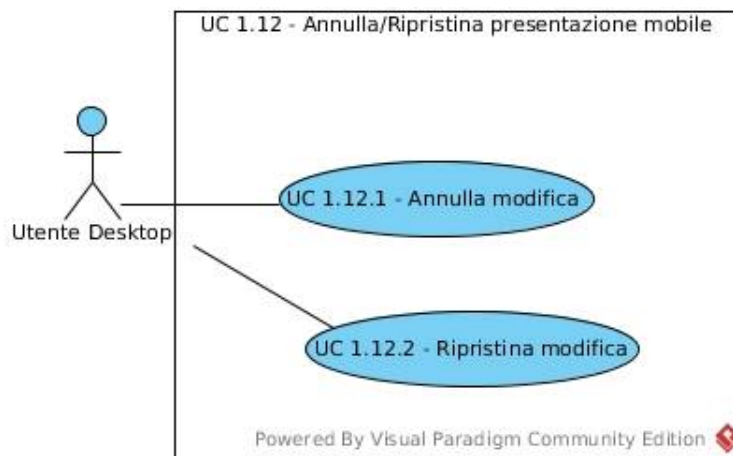 UC 1.12 - Annulla/Ripristina presentazione mobile
UC 1.12.1 - Annulla modifica
Utente Desktop
UC 1.12.2 - Ripristina modifica
Powered By Visual Paradigm Community Edition